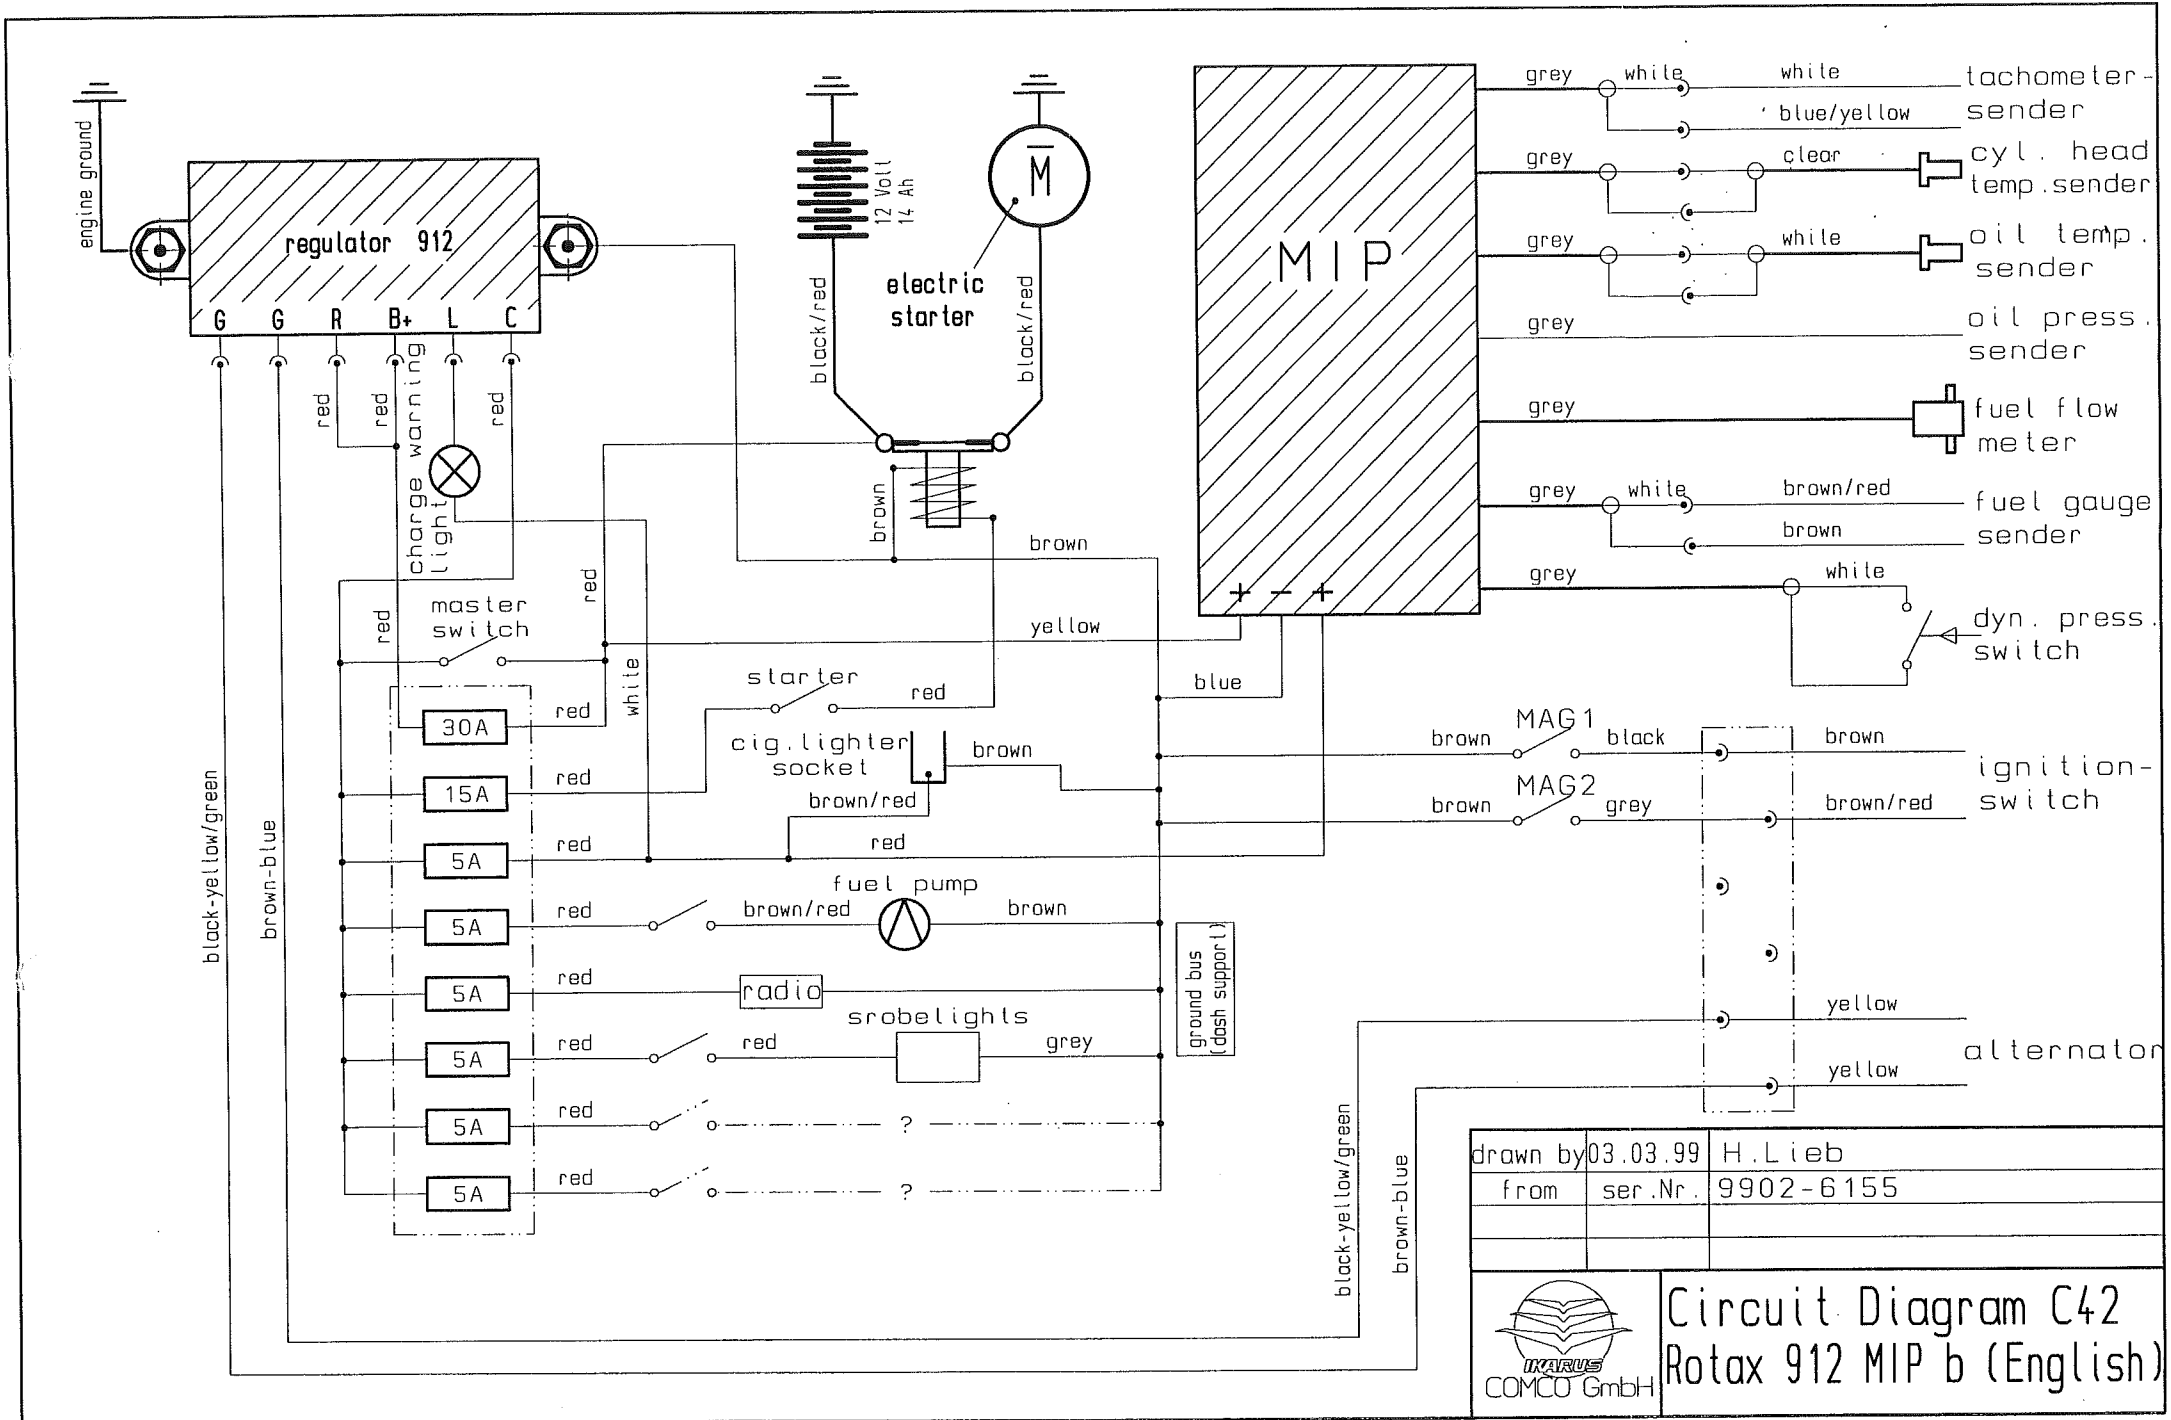 engine ground
regulator 912
G G R B+ L C
12 Volt
14 Ah
M
electric
starter
black/red
black/red
red
red
charge warning
light
red
brown
brown
red
red
master
switch
white
yellow
starter
red
30A
red
15A
red
cig.lighter
socket
brown
brown/red
5A
red
red
fuel pump
5A
red
brown/red
brown
5A
red
radio
srobelights
5A
red
red
grey
5A
red
?
5A
red
?
black-yellow/green
brown-blue
ground bus
(dash support)
MIP
+ − +
blue
grey
white
white
blue/yellow
tachometer-
sender
grey
clear
cyl. head
temp.sender
grey
white
oil temp.
sender
grey
oil press.
sender
grey
fuel flow
meter
grey
white
brown/red
brown
fuel gauge
sender
grey
white
dyn. press.
switch
brown
MAG1
black
brown
brown
MAG2
grey
brown/red
ignition-
switch
yellow
yellow
alternator
black-yellow/green
brown-blue
drawn by 03.03.99 H.Lieb
from ser.Nr. 9902-6155
IKARUS
COMCO GmbH
Circuit Diagram C42
Rotax 912 MIP b (English)